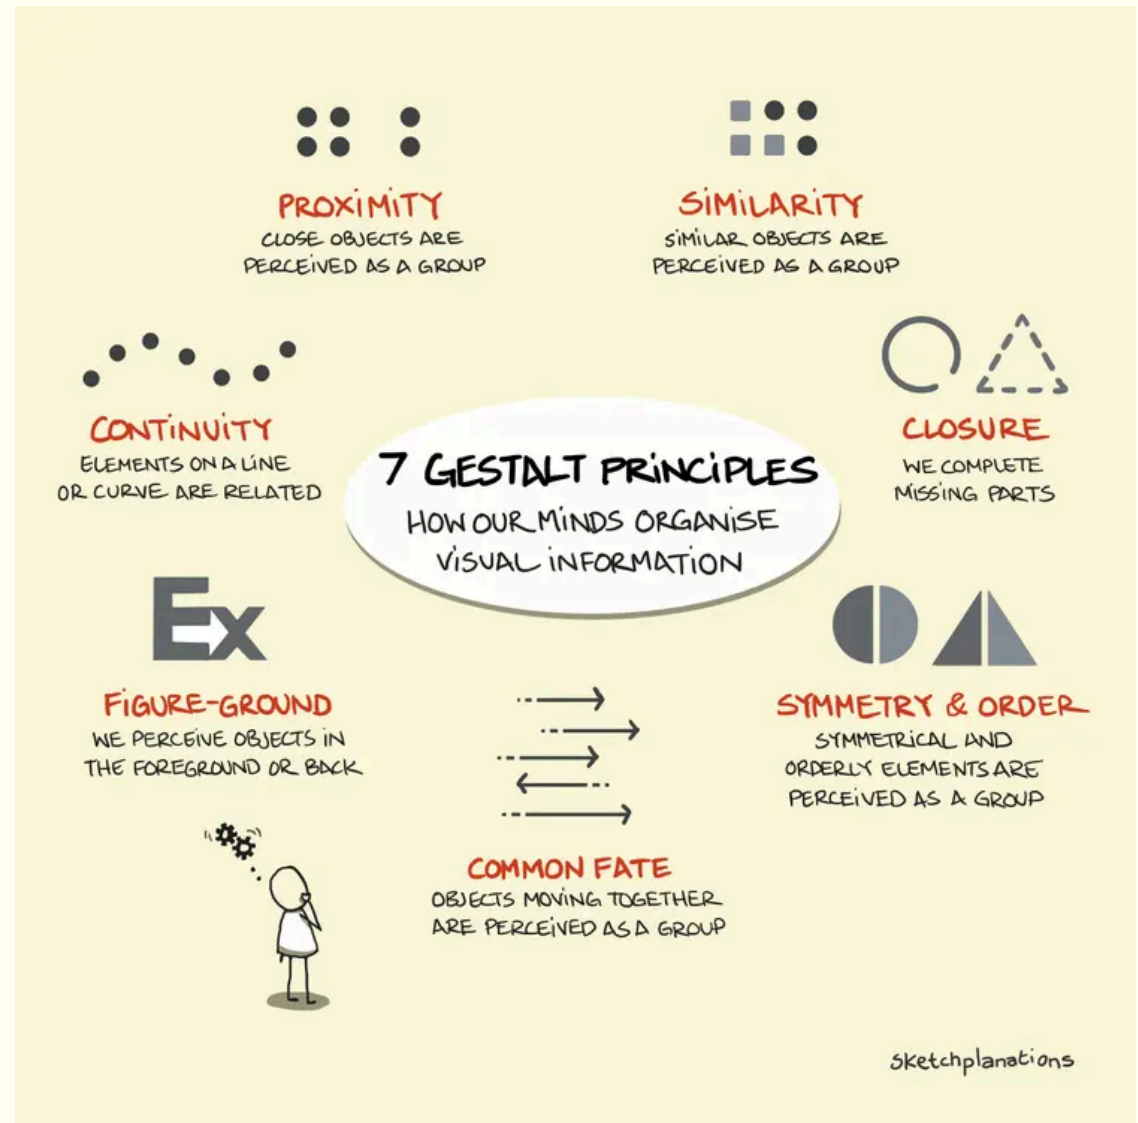 PROXIMITY
CLOSE OBJECTS ARE
PERCEIVED AS A GROUP
SIMILARITY
SIMILAR OBJECTS ARE
PERCEIVED AS A GROUP
CONTINUITY
ELEMENTS ON A LINE
OR CURVE ARE RELATED
7 GESTALT PRINCIPLES
HOW OUR MINDS ORGANISE
VISUAL INFORMATION
CLOSURE
WE COMPLETE
MISSING PARTS
Ex
FIGURE-GROUND
WE PERCEIVE OBJECTS IN
THE FOREGROUND OR BACK
SYMMETRY & ORDER
SYMMETRICAL AND
ORDERLY ELEMENTS ARE
PERCEIVED AS A GROUP
COMMON FATE
OBJECTS MOVING TOGETHER
ARE PERCEIVED AS A GROUP
sketchplanations